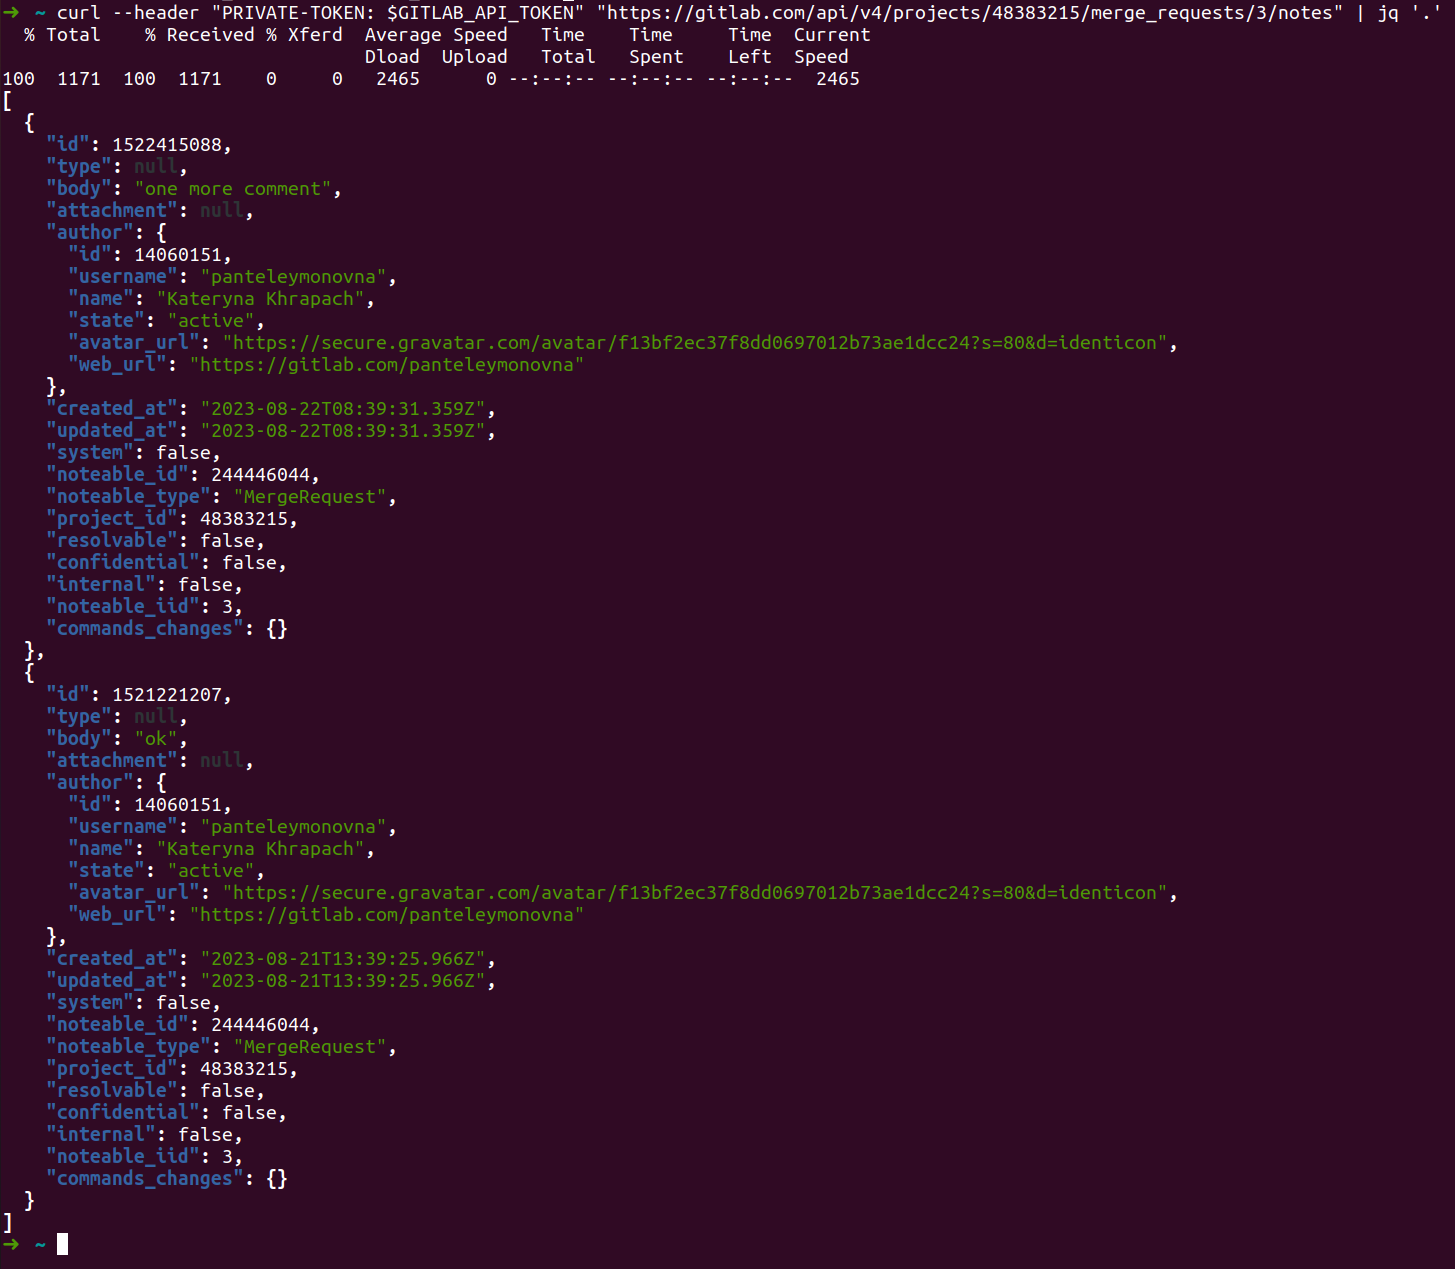 ➜ ~ curl --header "PRIVATE-TOKEN: $GITLAB_API_TOKEN" "https://gitlab.com/api/v4/projects/48383215/merge_requests/3/notes" | jq '.'
  % Total    % Received % Xferd  Average Speed   Time    Time     Time  Current
                                 Dload  Upload   Total   Spent    Left  Speed
100  1171  100  1171    0     0   2465      0 --:--:-- --:--:-- --:--:--  2465
[
  {
    "id": 1522415088,
    "type": null,
    "body": "one more comment",
    "attachment": null,
    "author": {
      "id": 14060151,
      "username": "panteleymonovna",
      "name": "Kateryna Khrapach",
      "state": "active",
      "avatar_url": "https://secure.gravatar.com/avatar/f13bf2ec37f8dd0697012b73ae1dcc24?s=80&d=identicon",
      "web_url": "https://gitlab.com/panteleymonovna"
    },
    "created_at": "2023-08-22T08:39:31.359Z",
    "updated_at": "2023-08-22T08:39:31.359Z",
    "system": false,
    "noteable_id": 244446044,
    "noteable_type": "MergeRequest",
    "project_id": 48383215,
    "resolvable": false,
    "confidential": false,
    "internal": false,
    "noteable_iid": 3,
    "commands_changes": {}
  },
  {
    "id": 1521221207,
    "type": null,
    "body": "ok",
    "attachment": null,
    "author": {
      "id": 14060151,
      "username": "panteleymonovna",
      "name": "Kateryna Khrapach",
      "state": "active",
      "avatar_url": "https://secure.gravatar.com/avatar/f13bf2ec37f8dd0697012b73ae1dcc24?s=80&d=identicon",
      "web_url": "https://gitlab.com/panteleymonovna"
    },
    "created_at": "2023-08-21T13:39:25.966Z",
    "updated_at": "2023-08-21T13:39:25.966Z",
    "system": false,
    "noteable_id": 244446044,
    "noteable_type": "MergeRequest",
    "project_id": 48383215,
    "resolvable": false,
    "confidential": false,
    "internal": false,
    "noteable_iid": 3,
    "commands_changes": {}
  }
]
➜ ~